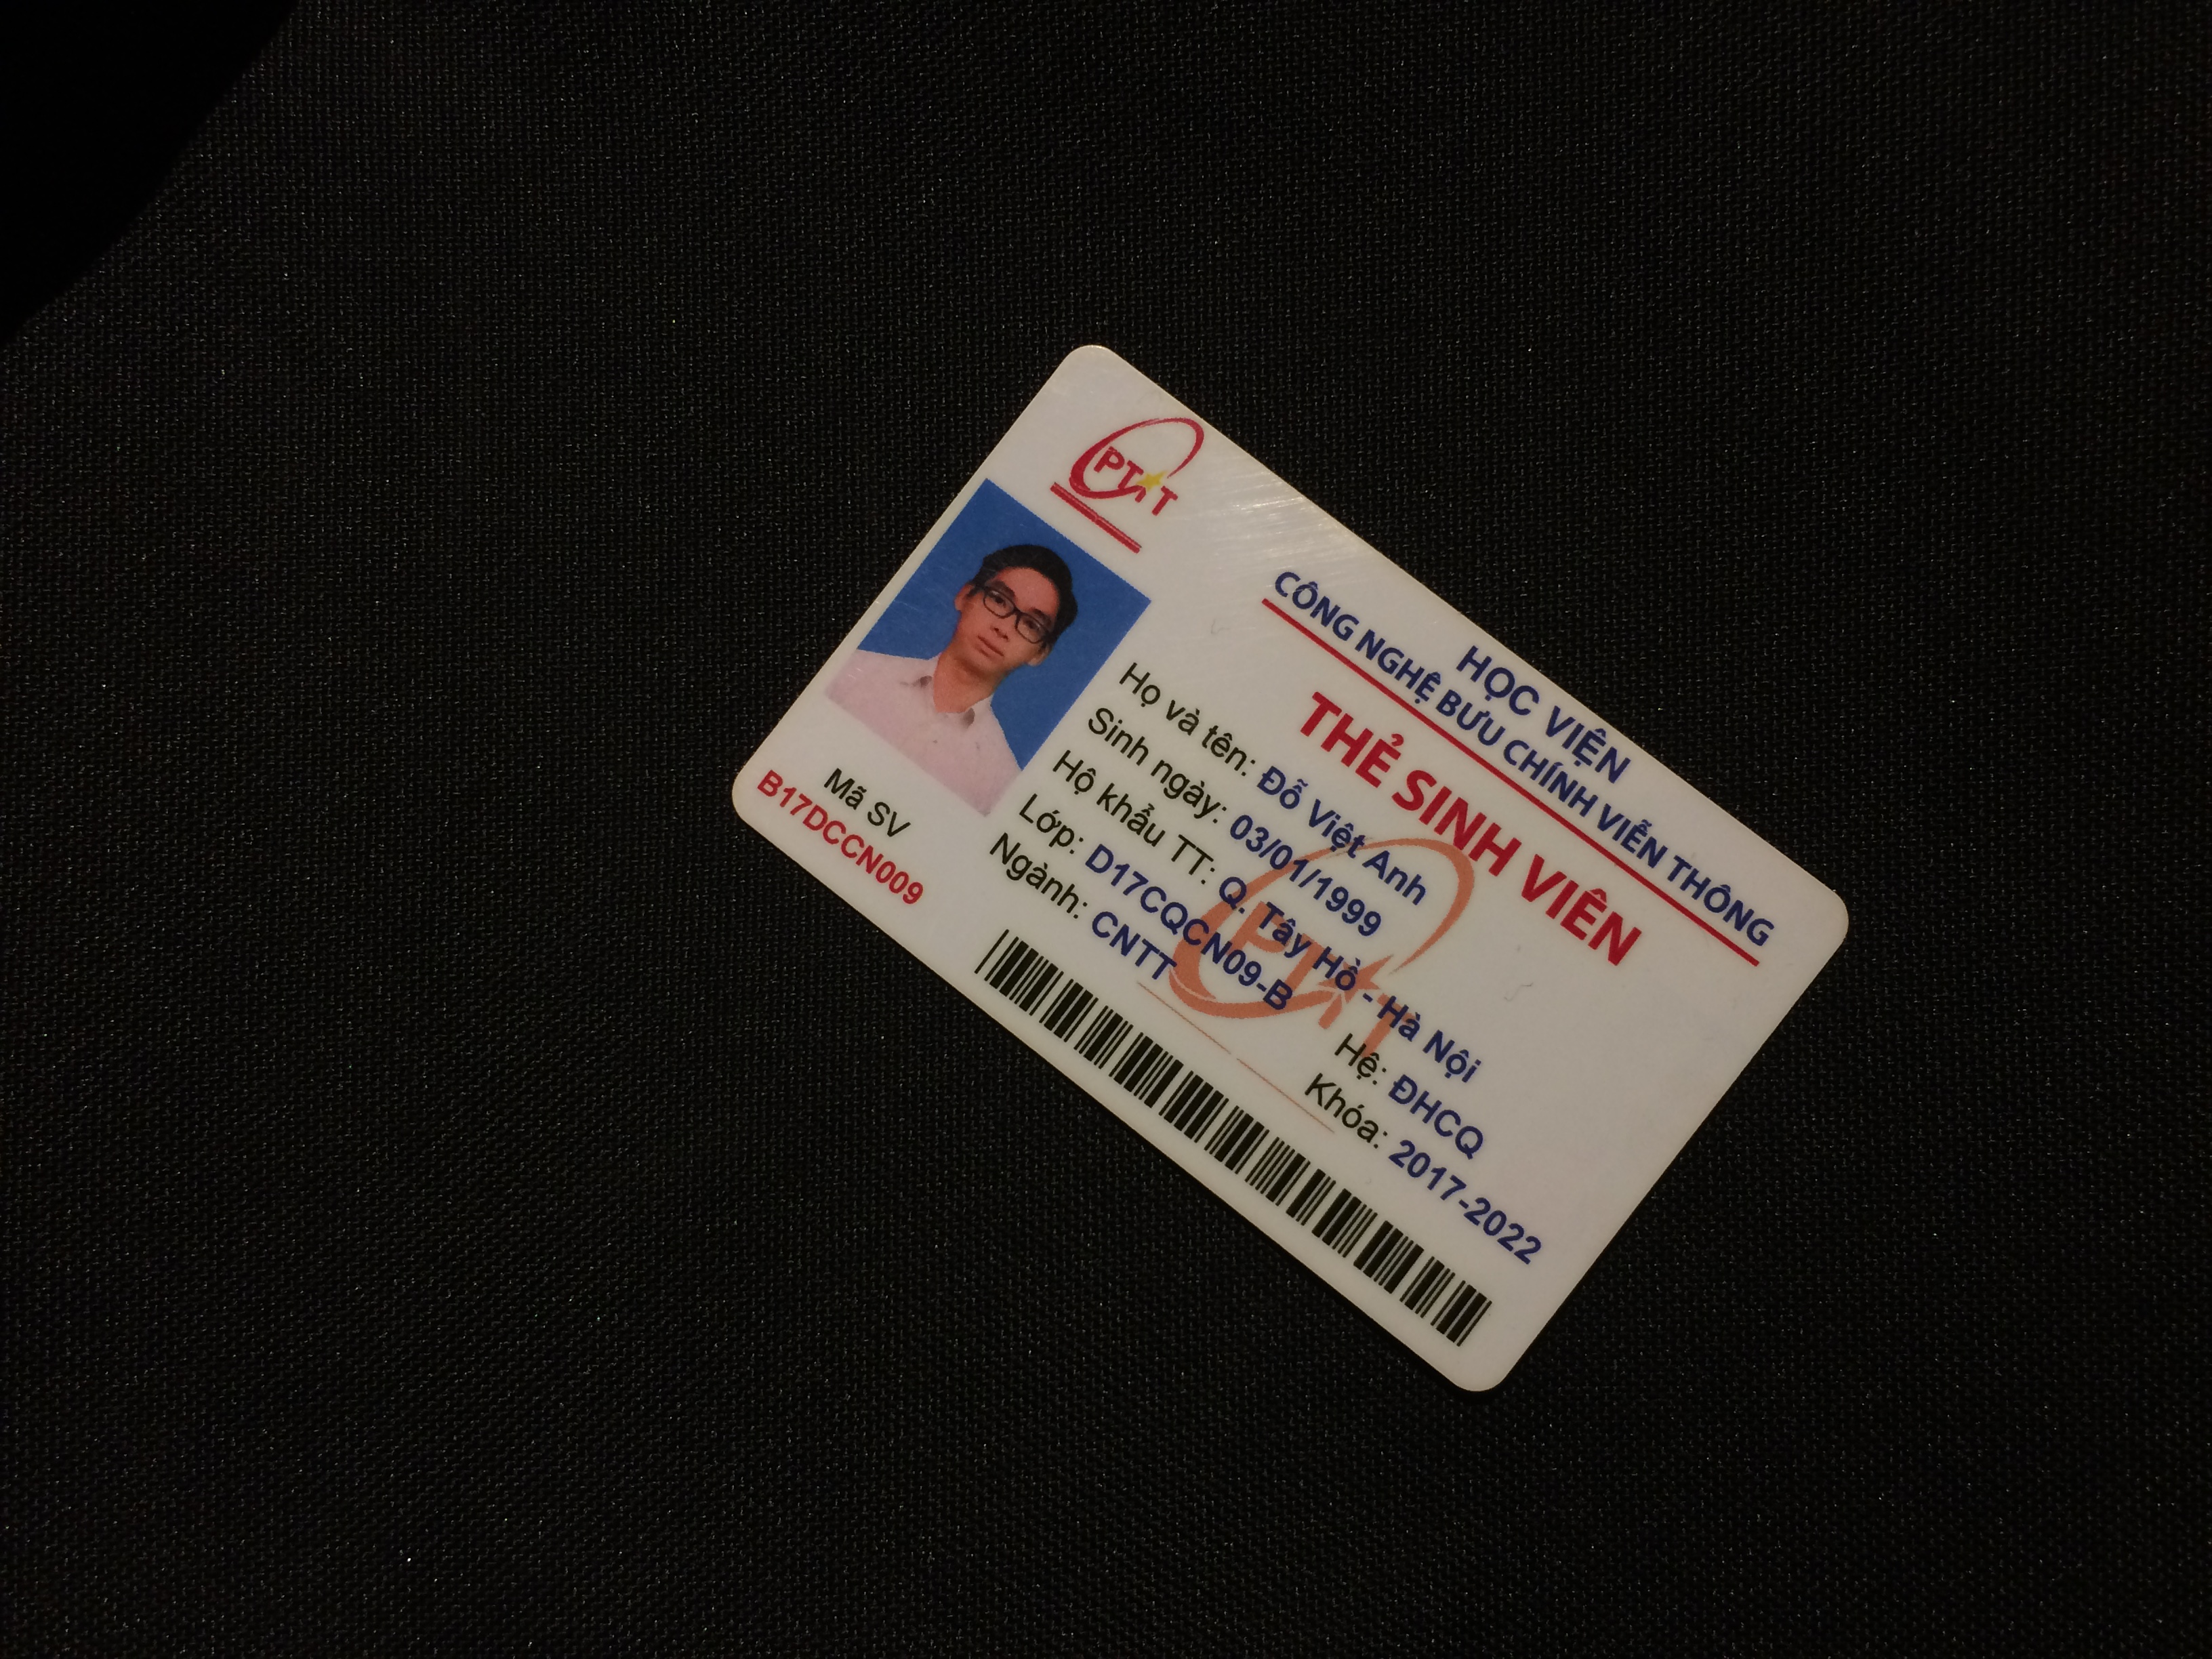 PTIT
HỌC VIỆN
CÔNG NGHỆ BƯU CHÍNH VIỄN THÔNG
THẺ SINH VIÊN
Họ và tên: Đỗ Việt Anh
Sinh ngày: 03/01/1999
Hộ khẩu TT: Q. Tây Hồ - Hà Nội
Lớp: D17CQCN09-B Hệ: ĐHCQ
Ngành: CNTT Khóa: 2017-2022
Mã SV
B17DCCN009
PTIT